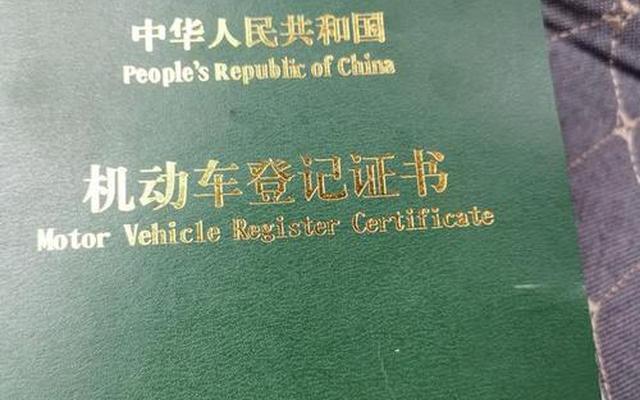 中华人民共和国
People's Republic of China
机动车登记证书
Motor Vehicle Register Certificate